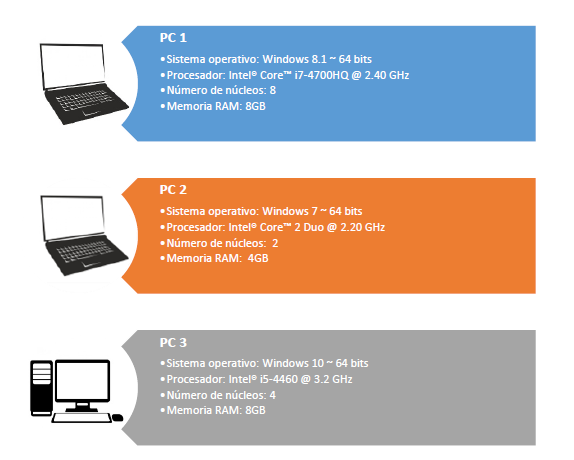 PC 1
•Sistema operativo: Windows 8.1 ~ 64 bits
•Procesador: Intel® Core™ i7-4700HQ @ 2.40 GHz
•Número de núcleos: 8
•Memoria RAM: 8GB
PC 2
•Sistema operativo: Windows 7 ~ 64 bits
•Procesador: Intel® Core™ 2 Duo @ 2.20 GHz
•Número de núcleos: 2
•Memoria RAM: 4GB
PC 3
•Sistema operativo: Windows 10 ~ 64 bits
•Procesador: Intel® i5-4460 @ 3.2 GHz
•Número de núcleos: 4
•Memoria RAM: 8GB